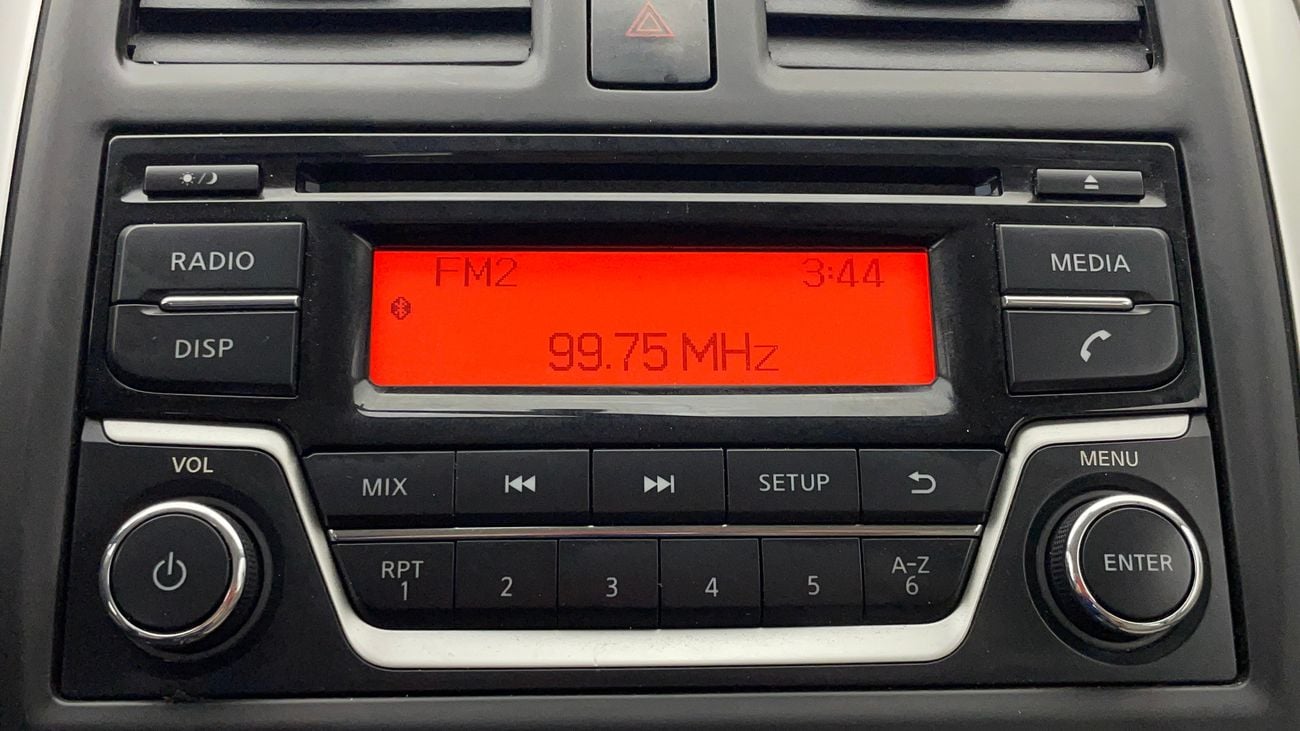 RADIO
DISP
FM2 3:44
99.75 MHz
MEDIA
VOL
MENU
MIX
SETUP
RPT
1 2 3 4 5
A-Z
6
ENTER